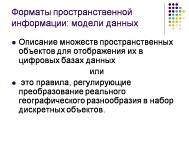 Форматы пространственной
информации: модели данных
Описание множеств пространственных
объектов для отображения их в
цифровых базах данных
или
это правила, регулирующие
преобразование реального
географического разнообразия в набор
дискретных объектов.